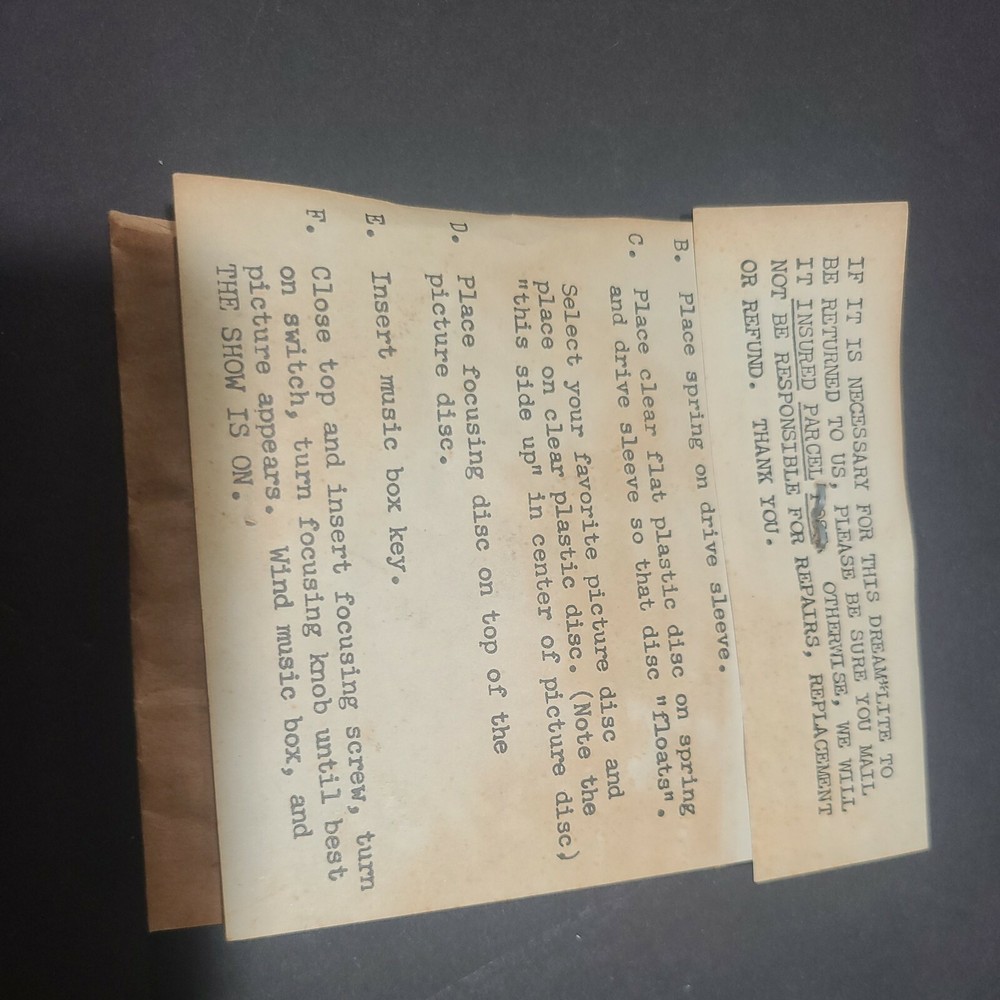 IF IT IS NECESSARY FOR THIS DREAM*LITE TO
BE RETURNED TO US, PLEASE BE SURE YOU MAIL
IT INSURED PARCEL POST. OTHERWISE, WE WILL
NOT BE RESPONSIBLE FOR REPAIRS, REPLACEMENT
OR REFUND. THANK YOU.
B. Place spring on drive sleeve.
C. Place clear flat plastic disc on spring
and drive sleeve so that disc "floats".
Select your favorite picture disc and
place on clear plastic disc. (Note the
"this side up" in center of picture disc)
D. Place focusing disc on top of the
picture disc.
E. Insert music box key.
F. Close top and insert focusing screw, turn
on switch, turn focusing knob until best
picture appears. Wind music box, and
THE SHOW IS ON.